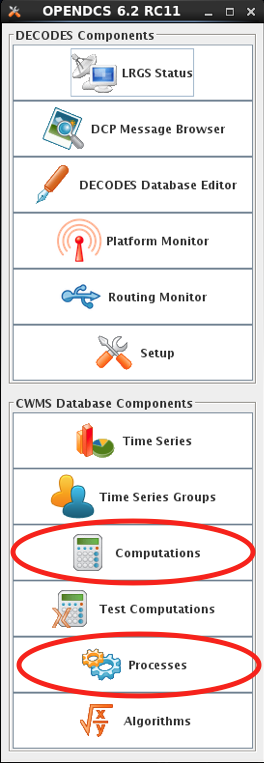 OPENDCS 6.2 RC11
DECODES Components
LRGS Status
DCP Message Browser
DECODES Database Editor
Platform Monitor
Routing Monitor
Setup
CWMS Database Components
Time Series
Time Series Groups
Computations
Test Computations
Processes
x
y
Algorithms